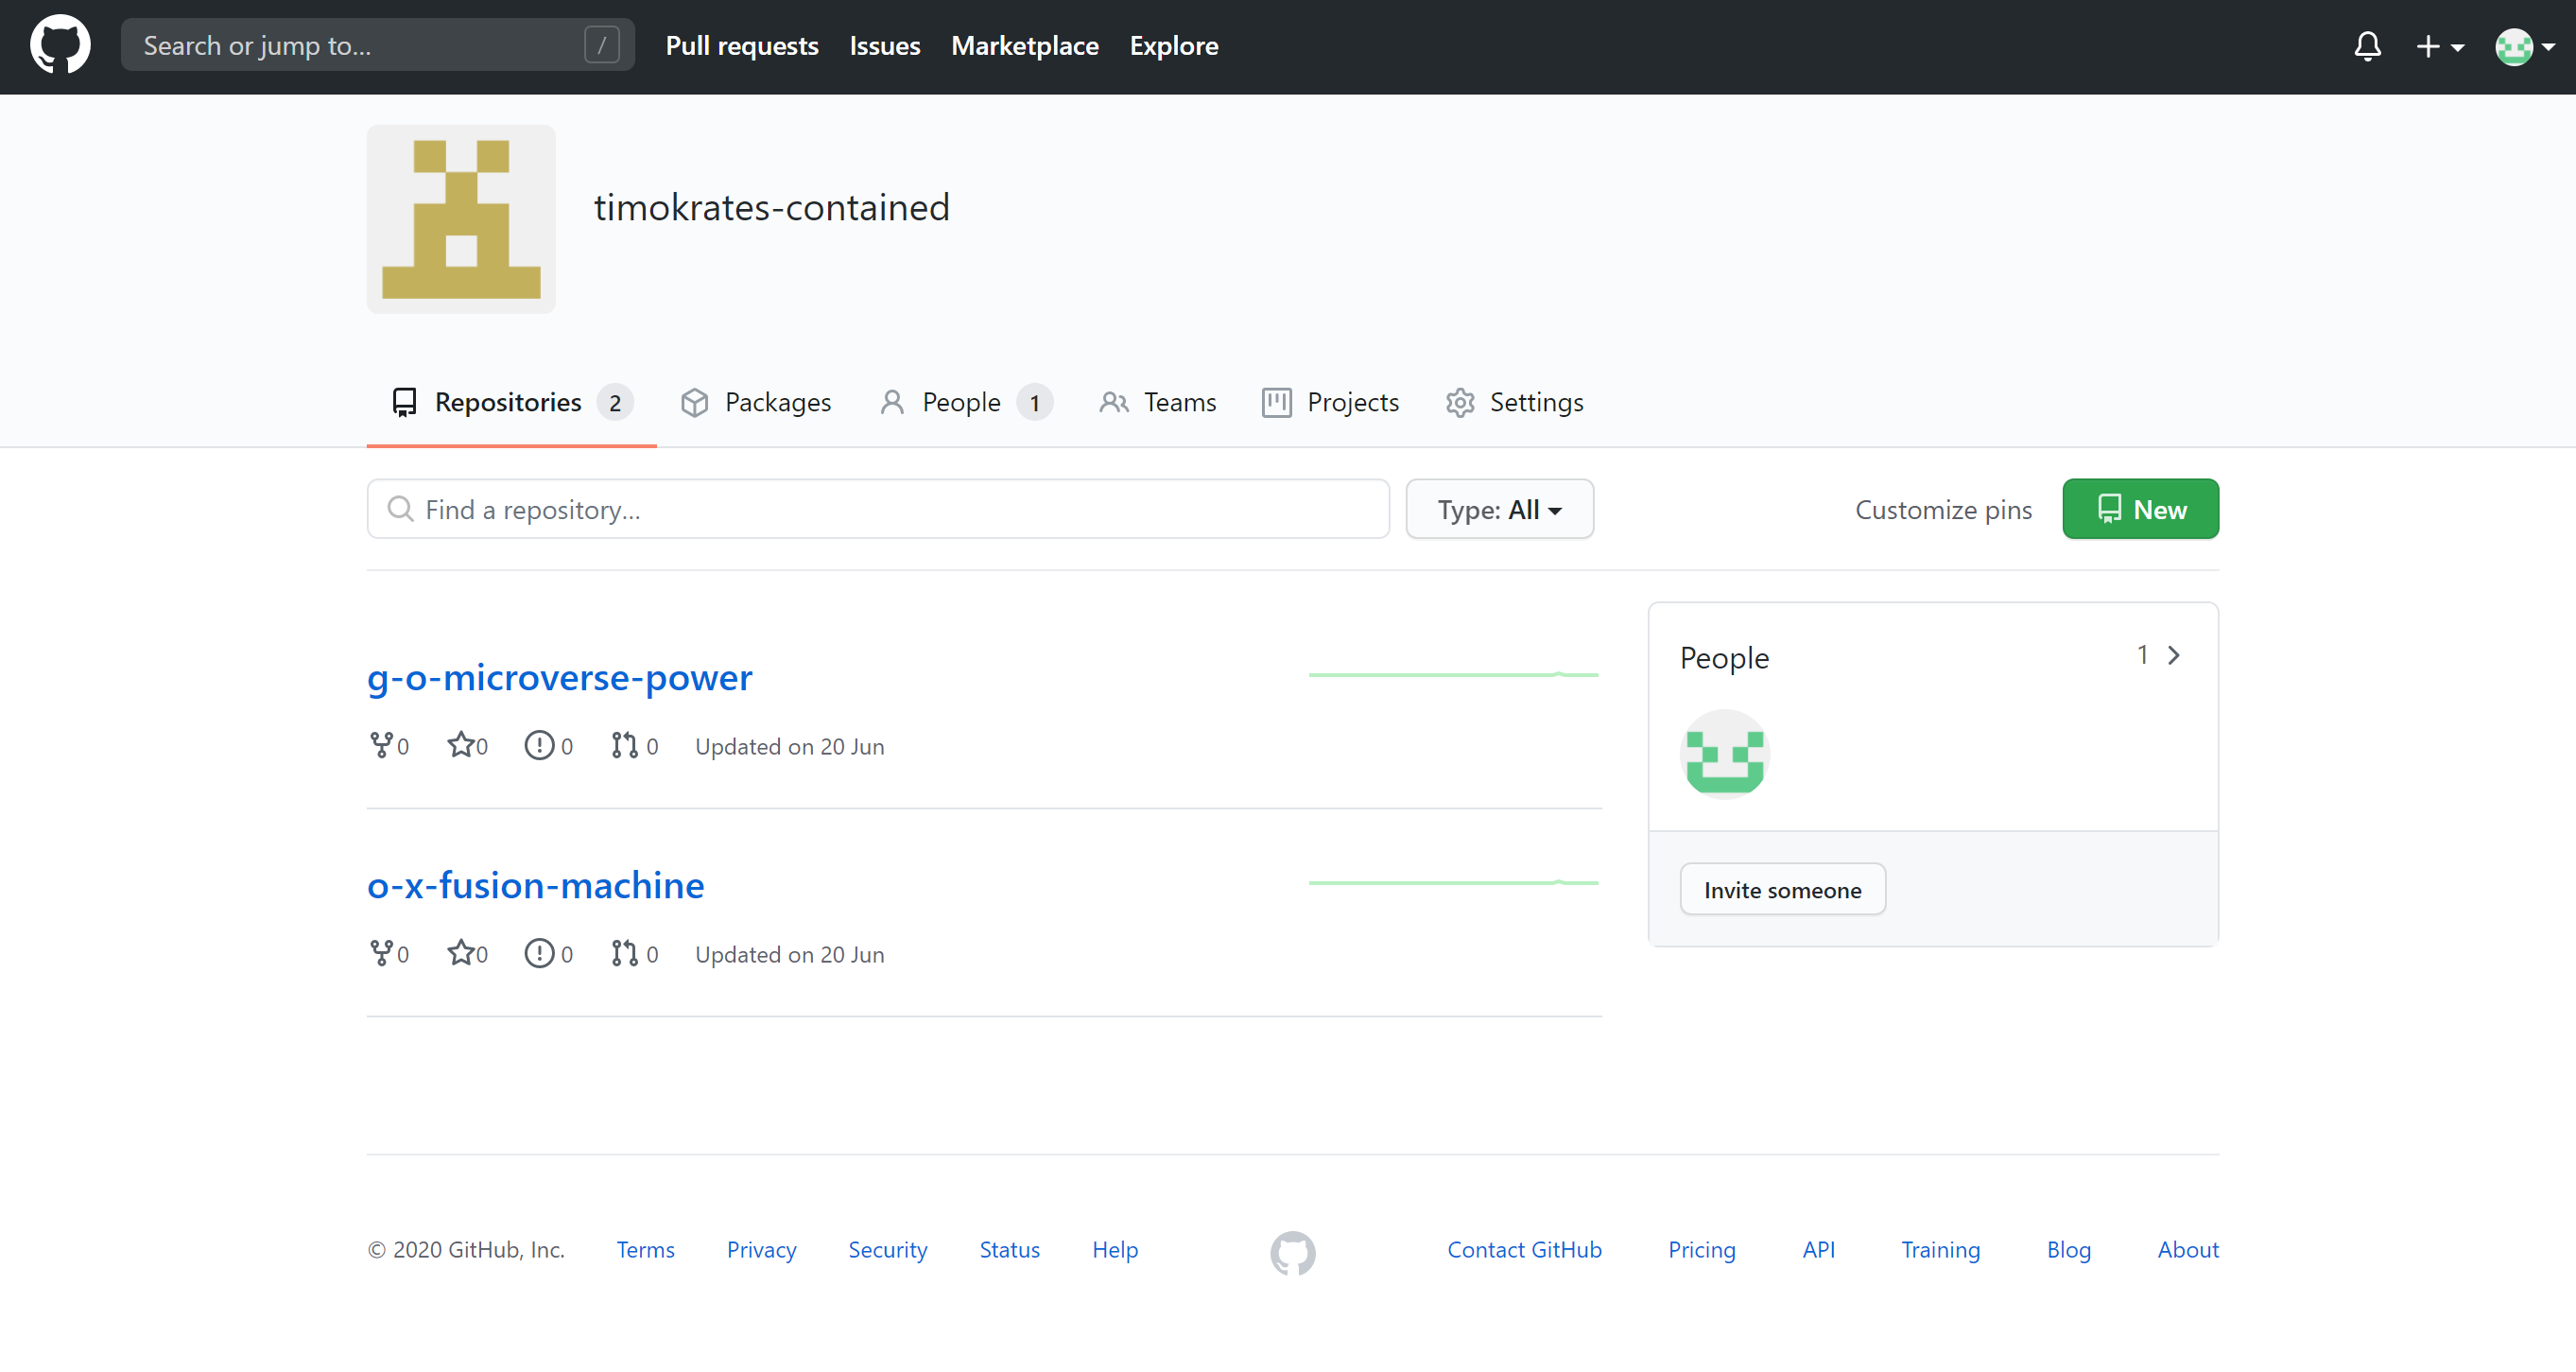 Search or jump to... / Pull requests Issues Marketplace Explore
timokrates-contained
Repositories 2 Packages People 1 Teams Projects Settings
Find a repository... Type: All Customize pins New
g-o-microverse-power
0 0 0 0 Updated on 20 Jun
o-x-fusion-machine
0 0 0 0 Updated on 20 Jun
People 1
Invite someone
© 2020 GitHub, Inc. Terms Privacy Security Status Help Contact GitHub Pricing API Training Blog About